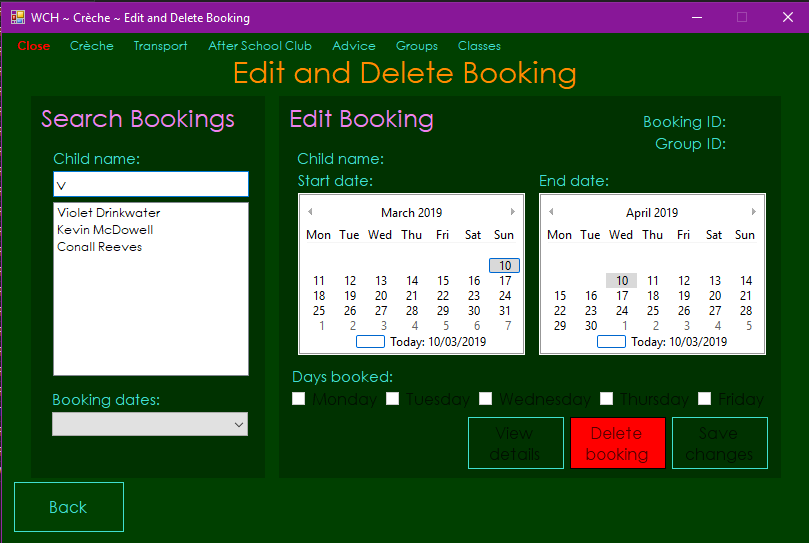 WCH ~ Crèche ~ Edit and Delete Booking
Close Crèche Transport After School Club Advice Groups Classes
Edit and Delete Booking
Search Bookings
Child name:
v
Violet Drinkwater
Kevin McDowell
Conall Reeves
Booking dates:
Edit Booking
Booking ID:
Group ID:
Child name:
Start date:
March 2019
Mon Tue Wed Thu Fri Sat Sun
10
11 12 13 14 15 16 17
18 19 20 21 22 23 24
25 26 27 28 29 30 31
1 2 3 4 5 6 7
Today: 10/03/2019
End date:
April 2019
Mon Tue Wed Thu Fri Sat Sun
10 11 12 13 14
15 16 17 18 19 20 21
22 23 24 25 26 27 28
29 30 1 2 3 4 5
Today: 10/03/2019
Days booked:
Monday Tuesday Wednesday Thursday Friday
View
details
Delete
booking
Save
changes
Back